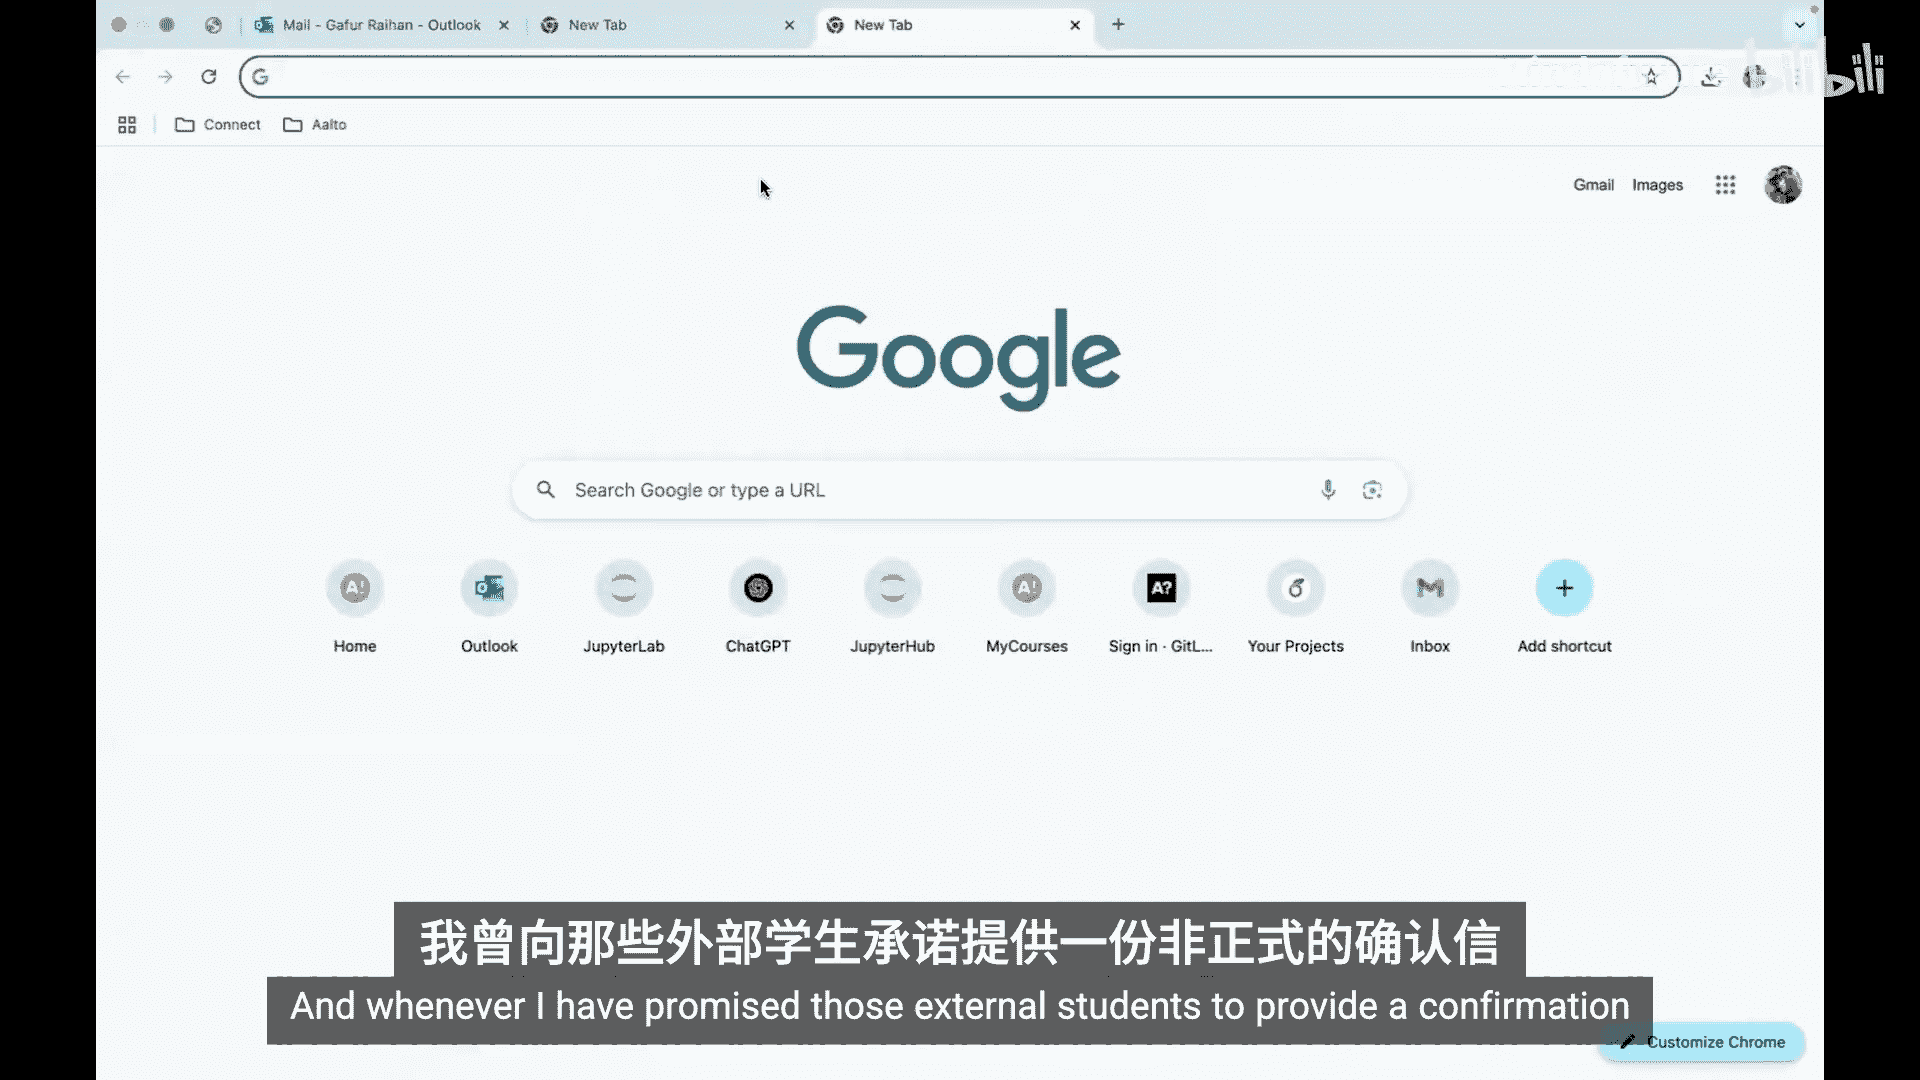 Mail - Gafur Raihan - Outlook
New Tab
New Tab
bilibili
Connect
Aalto
Gmail
Images
Google
Search Google or type a URL
A!
A?
A!
Home
Outlook
JupyterLab
ChatGPT
JupyterHub
MyCourses
Sign in · GitL...
Your Projects
Inbox
Add shortcut
我曾向那些外部学生承诺提供一份非正式的确认信
And whenever I have promised those external students to provide a confirmation
Customize Chrome